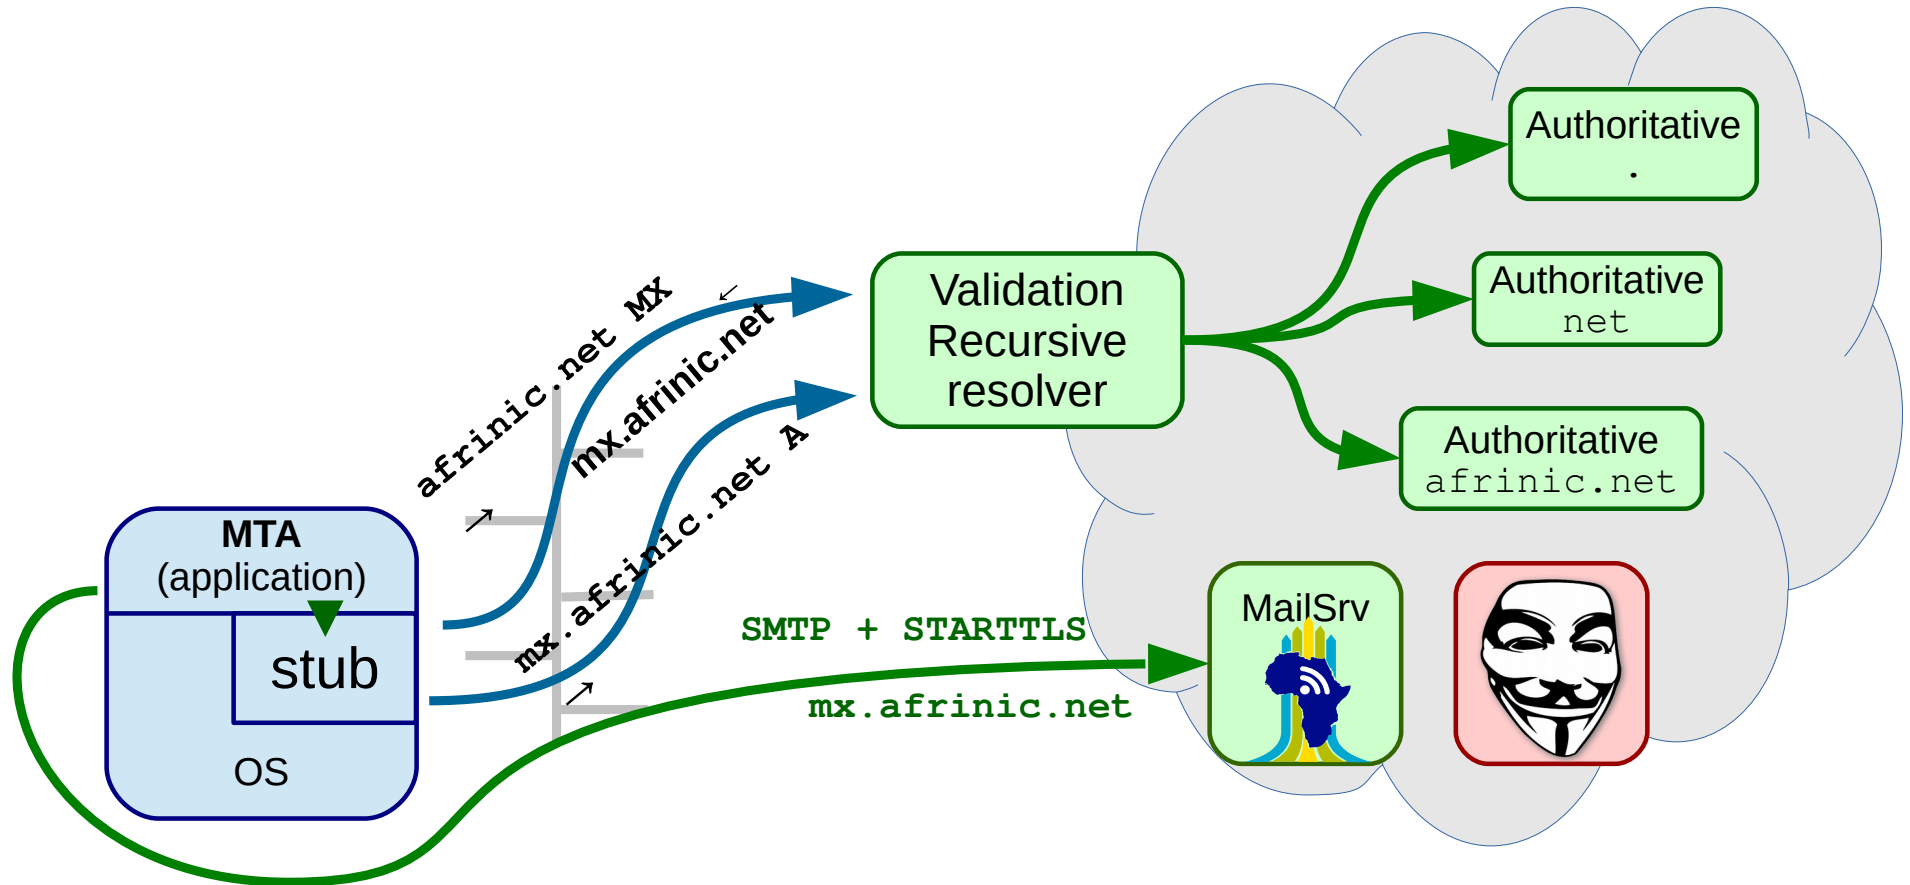 Authoritative
.
Authoritative
net
Authoritative
afrinic.net
Validation
Recursive
resolver
afrinic.net MX
↗
mx.afrinic.net
↙
mx.afrinic.net A
↗
MTA
(application)
stub
OS
SMTP + STARTTLS
mx.afrinic.net
MailSrv